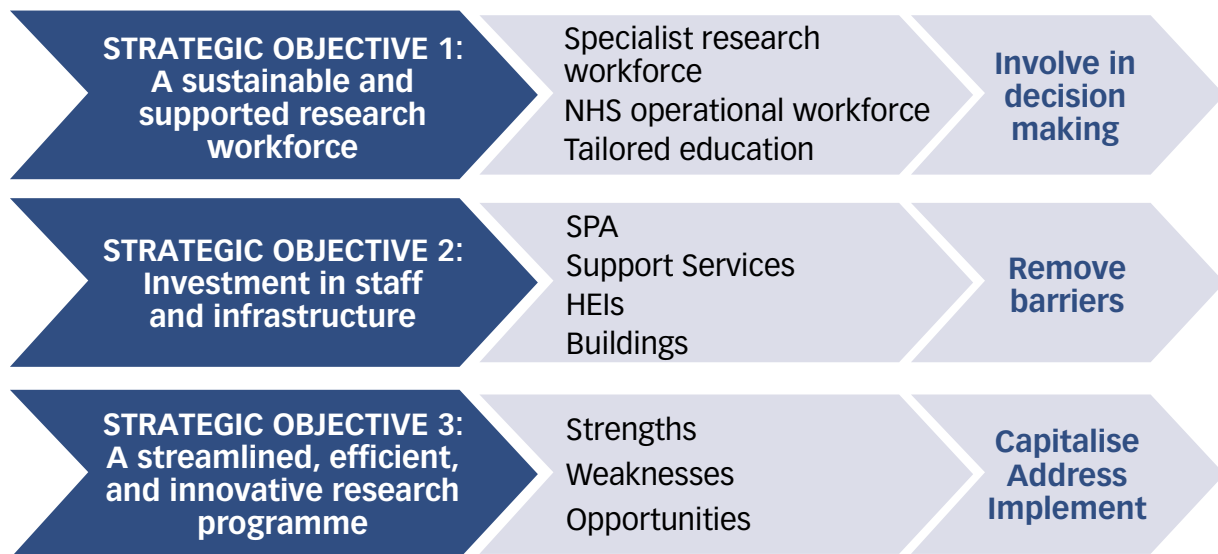 STRATEGIC OBJECTIVE 1:
A sustainable and
supported research
workforce
Specialist research
workforce
NHS operational workforce
Tailored education
Involve in
decision
making
STRATEGIC OBJECTIVE 2:
Investment in staff
and infrastructure
SPA
Support Services
HEIs
Buildings
Remove
barriers
STRATEGIC OBJECTIVE 3:
A streamlined, efficient,
and innovative research
programme
Strengths
Weaknesses
Opportunities
Capitalise
Address
Implement